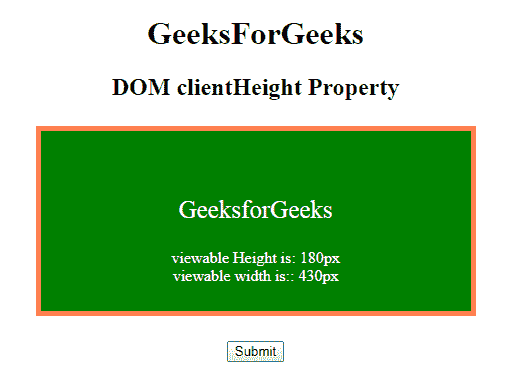 GeeksForGeeks
DOM clientHeight Property
GeeksforGeeks
viewable Height is: 180px
viewable width is:: 430px
Submit